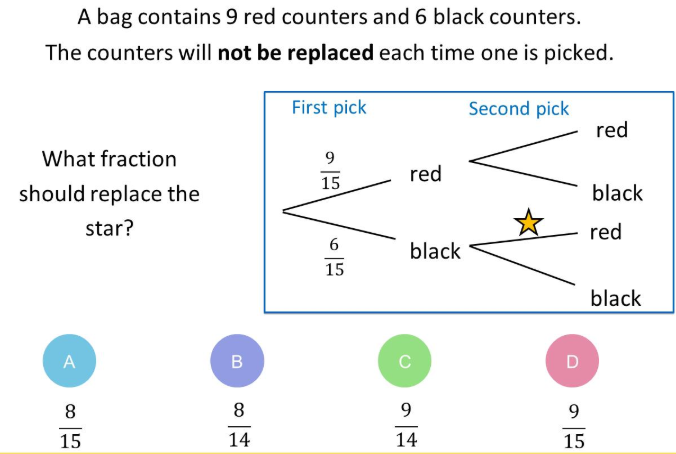 A bag contains 9 red counters and 6 black counters.
The counters will not be replaced each time one is picked.
What fraction
should replace the
star?
First pick
Second pick
9
15
red
6
15
black
red
black
red
black
A
B
C
D
8
15
8
14
9
14
9
15